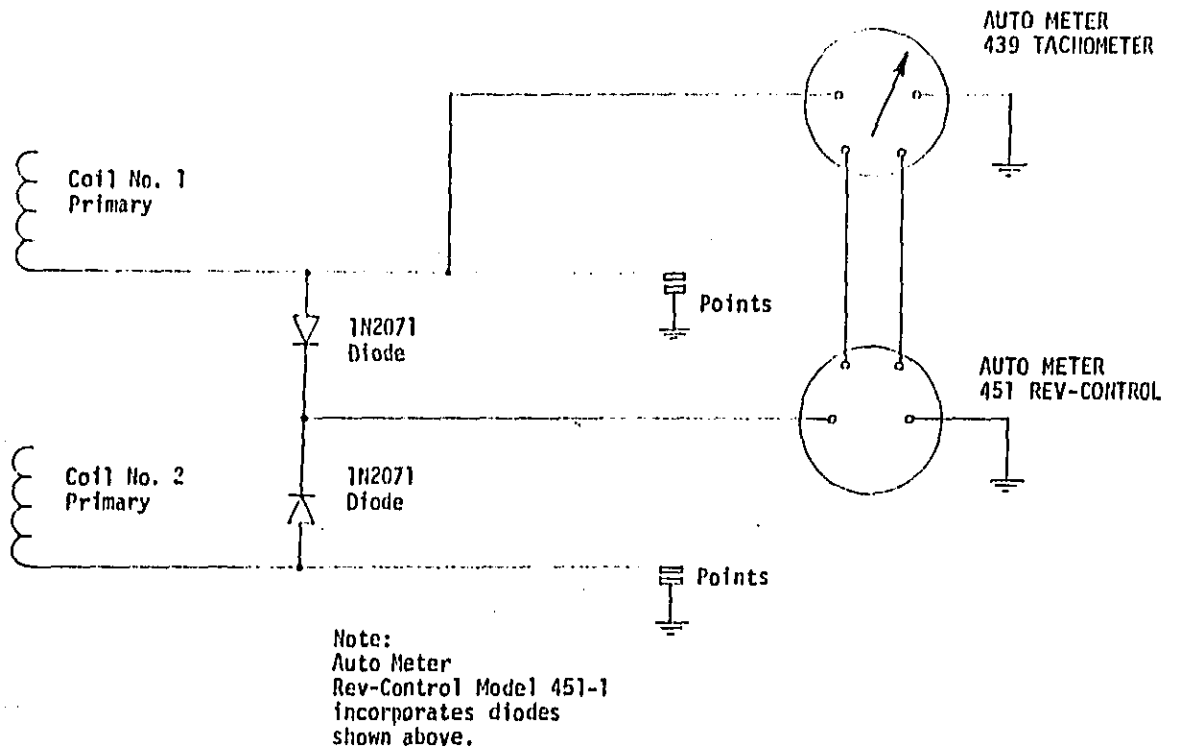 AUTO METER
439 TACHOMETER
Coil No. 1
Primary
1N2071
Diode
Points
AUTO METER
451 REV-CONTROL
Coil No. 2
Primary
1N2071
Diode
Points
Note:
Auto Meter
Rev-Control Model 451-1
incorporates diodes
shown above.